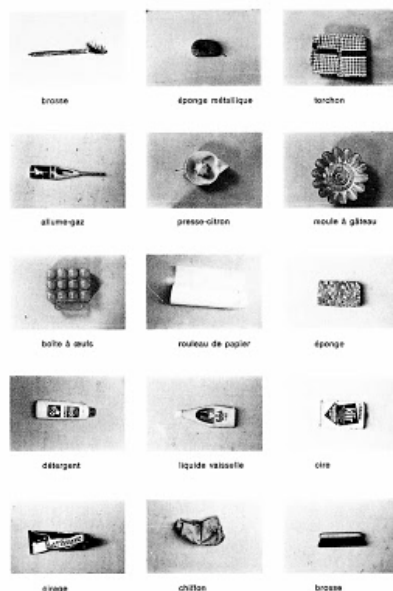 brosse
éponge métallique
torchon
allume-gaz
presse-citron
moule à gâteau
boîte à œufs
rouleau de papier
éponge
détergent
liquide vaisselle
cire
cirage
chiffon
brosse